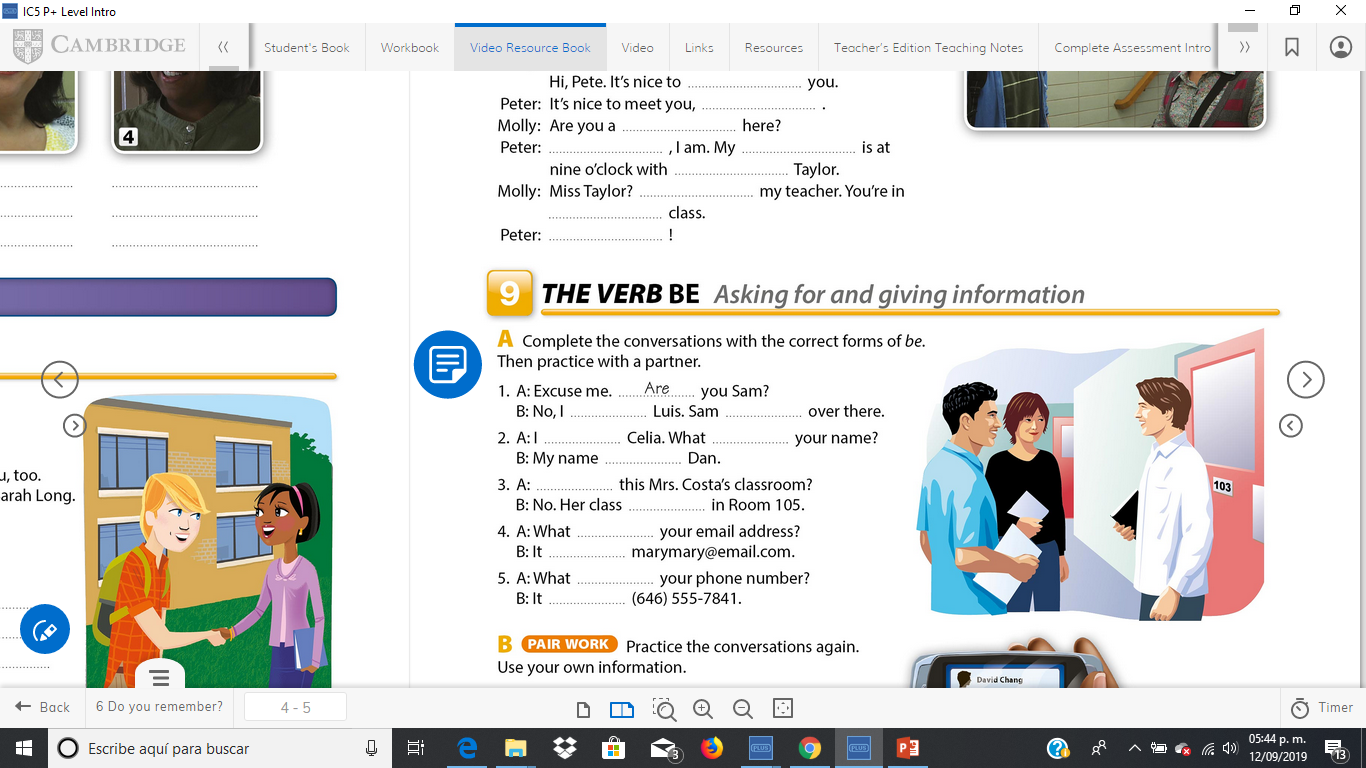 IC5 P+ Level Intro
CAMBRIDGE
Student's Book
Workbook
Video Resource Book
Video
Links
Resources
Teacher's Edition Teaching Notes
Complete Assessment Intro
4
Hi, Pete. It's nice to ............................ you.
Peter: It's nice to meet you, ............................ .
Molly: Are you a ............................ here?
Peter: ............................ , I am. My ............................ is at
nine o'clock with ............................ Taylor.
Molly: Miss Taylor? ............................ my teacher. You're in
............................ class.
Peter: ............................ !
9 THE VERB BE Asking for and giving information
A Complete the conversations with the correct forms of be.
Then practice with a partner.
1. A: Excuse me. Are you Sam?
B: No, I ................... Luis. Sam ................... over there.
2. A: I ................... Celia. What ................... your name?
B: My name ................... Dan.
3. A: ................... this Mrs. Costa's classroom?
B: No. Her class ................... in Room 105.
4. A: What ................... your email address?
B: It ................... marymary@email.com.
5. A: What ................... your phone number?
B: It ................... (646) 555-7841.
103
u, too.
arah Long.
B PAIR WORK Practice the conversations again.
Use your own information.
David Chang
Back
6 Do you remember?
4 - 5
Timer
Escribe aquí para buscar
3
PLUS
PLUS
05:44 p. m.
12/09/2019
13